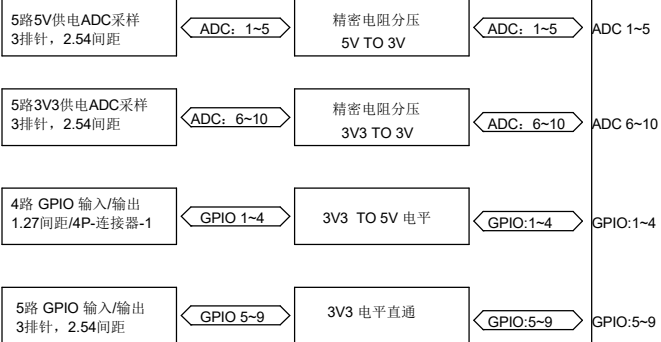 5路5V供电ADC采样
3排针，2.54间距
ADC：1~5
精密电阻分压
5V TO 3V
ADC：1~5
ADC 1~5
5路3V3供电ADC采样
3排针，2.54间距
ADC：6~10
精密电阻分压
3V3 TO 3V
ADC：6~10
ADC 6~10
4路 GPIO 输入/输出
1.27间距/4P-连接器-1
GPIO 1~4
3V3 TO 5V 电平
GPIO:1~4
GPIO:1~4
5路 GPIO 输入/输出
3排针，2.54间距
GPIO 5~9
3V3 电平直通
GPIO:5~9
GPIO:5~9